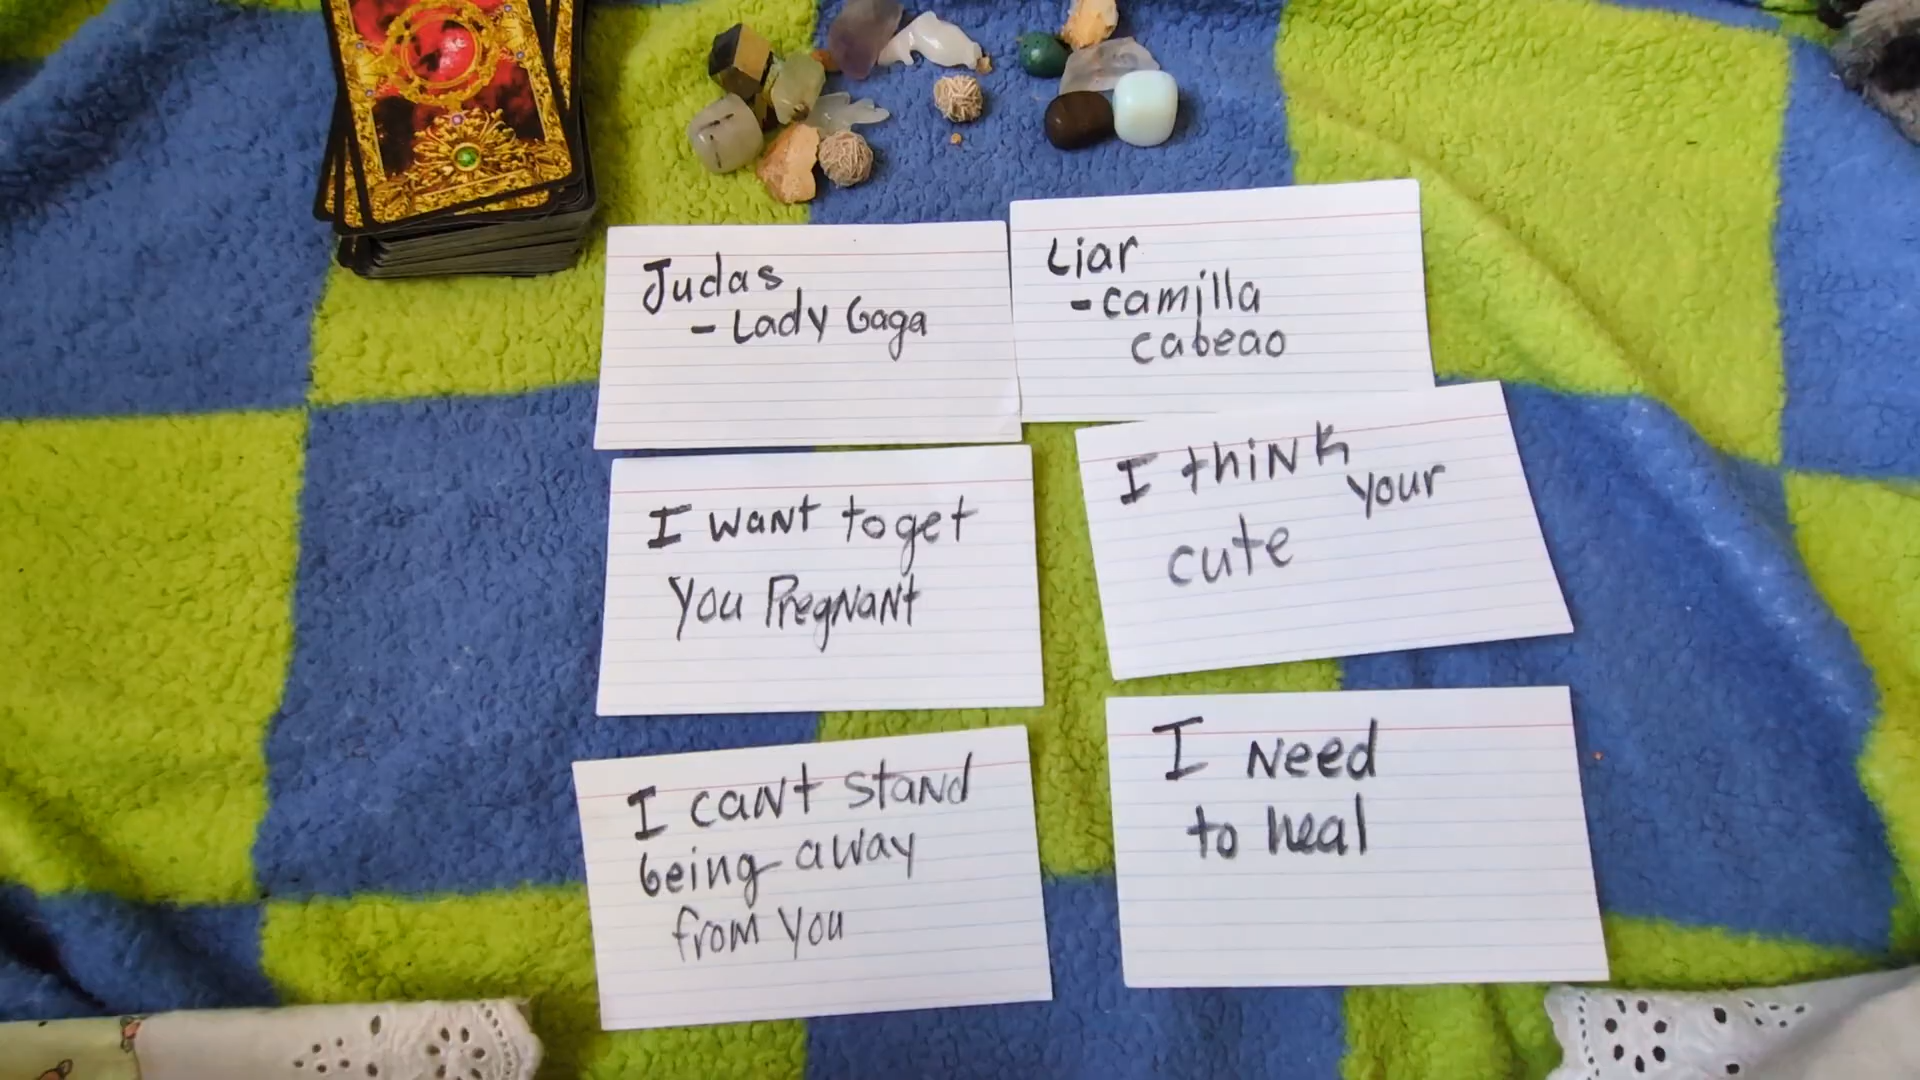 Judas
- Lady Gaga
Liar
- camilla
cabeao
I want to get
you Pregnant
I think
your
cute
I can't stand
being away
from you
I Need
to heal